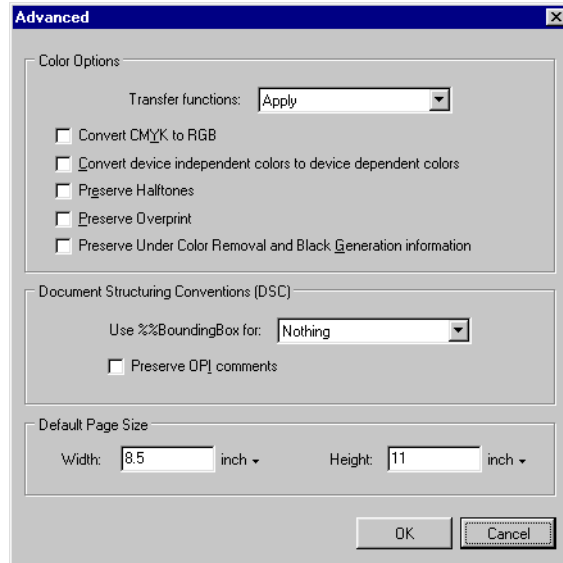 Advanced
Color Options
Transfer functions: Apply
Convert CMYK to RGB
Convert device independent colors to device dependent colors
Preserve Halftones
Preserve Overprint
Preserve Under Color Removal and Black Generation information
Document Structuring Conventions (DSC)
Use %%BoundingBox for: Nothing
Preserve OPI comments
Default Page Size
Width: 8.5 inch Height: 11 inch
OK Cancel